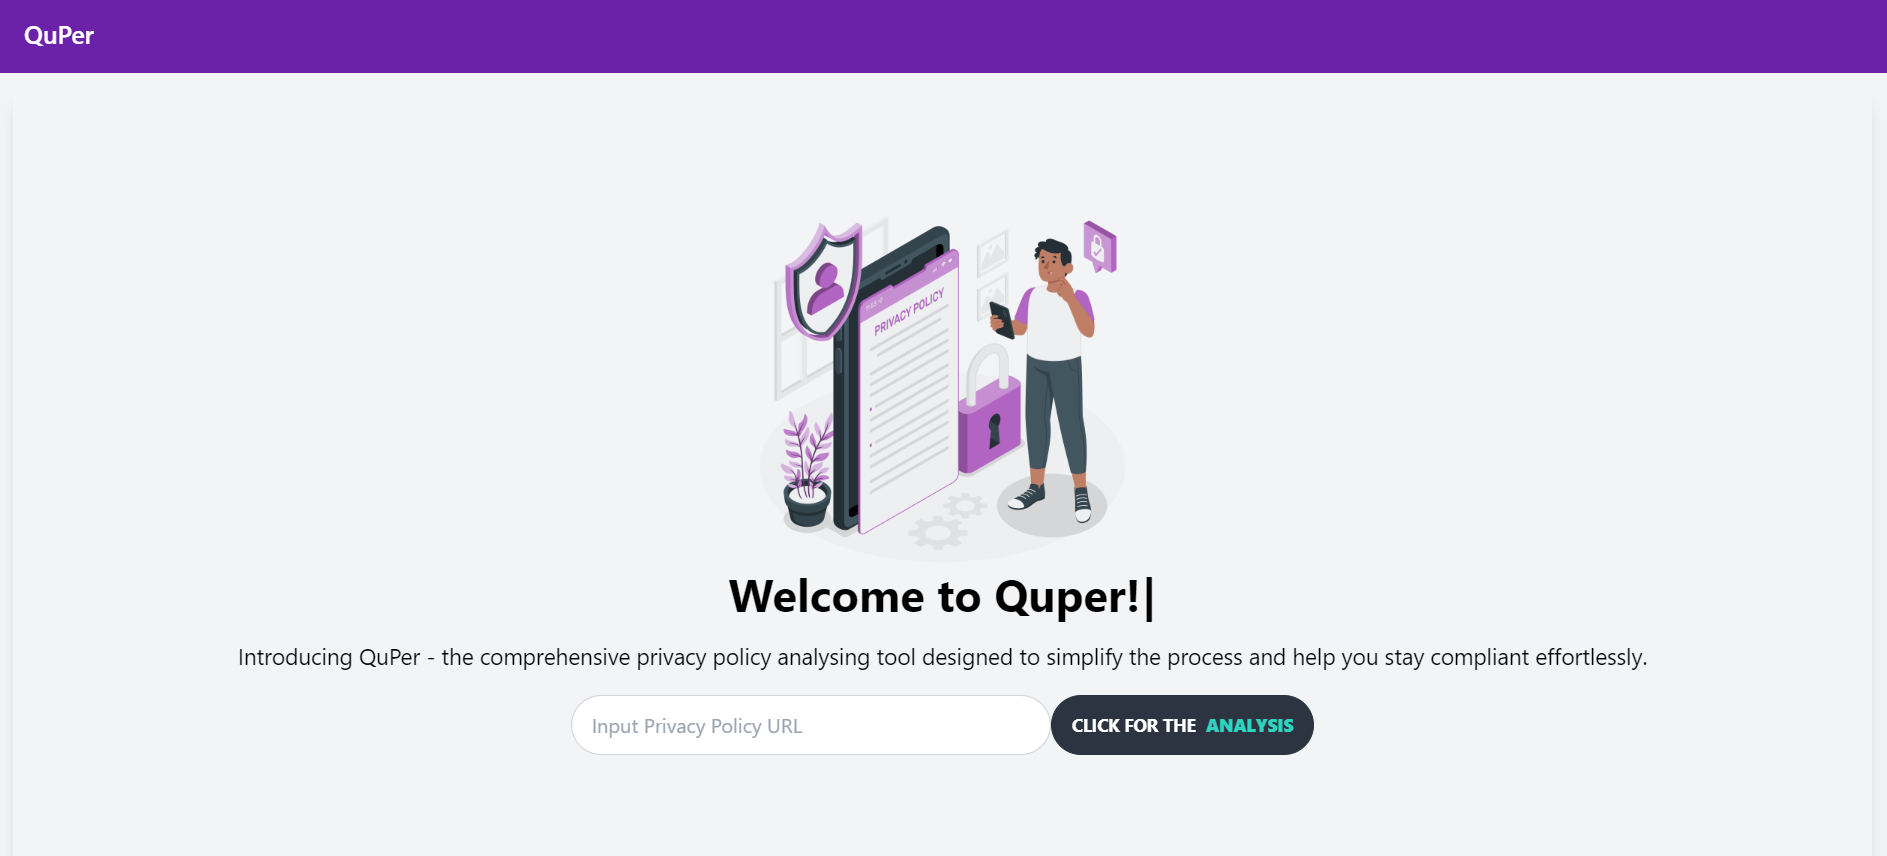 QuPer
PRIVACY POLICY
Welcome to Quper!|
Introducing QuPer - the comprehensive privacy policy analysing tool designed to simplify the process and help you stay compliant effortlessly.
Input Privacy Policy URL
CLICK FOR THE ANALYSIS